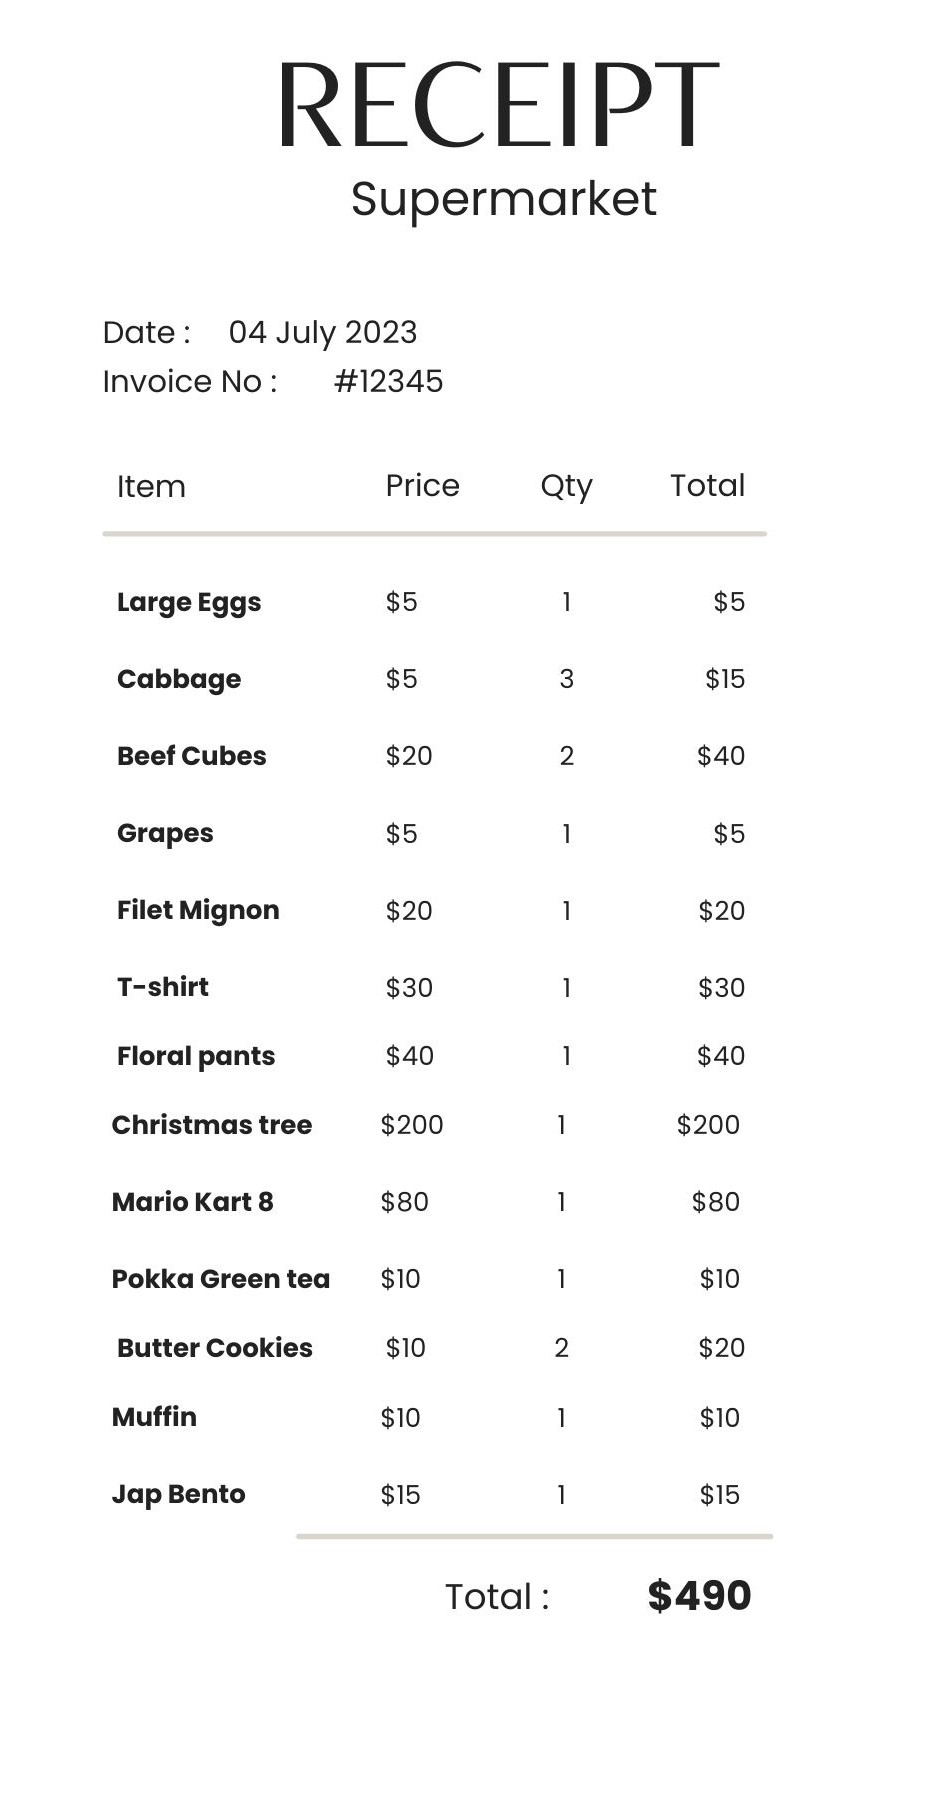 RECEIPT
Supermarket
Date : 04 July 2023
Invoice No : #12345
Item Price Qty Total
Large Eggs $5 1 $5
Cabbage $5 3 $15
Beef Cubes $20 2 $40
Grapes $5 1 $5
Filet Mignon $20 1 $20
T-shirt $30 1 $30
Floral pants $40 1 $40
Christmas tree $200 1 $200
Mario Kart 8 $80 1 $80
Pokka Green tea $10 1 $10
Butter Cookies $10 2 $20
Muffin $10 1 $10
Jap Bento $15 1 $15
Total : $490